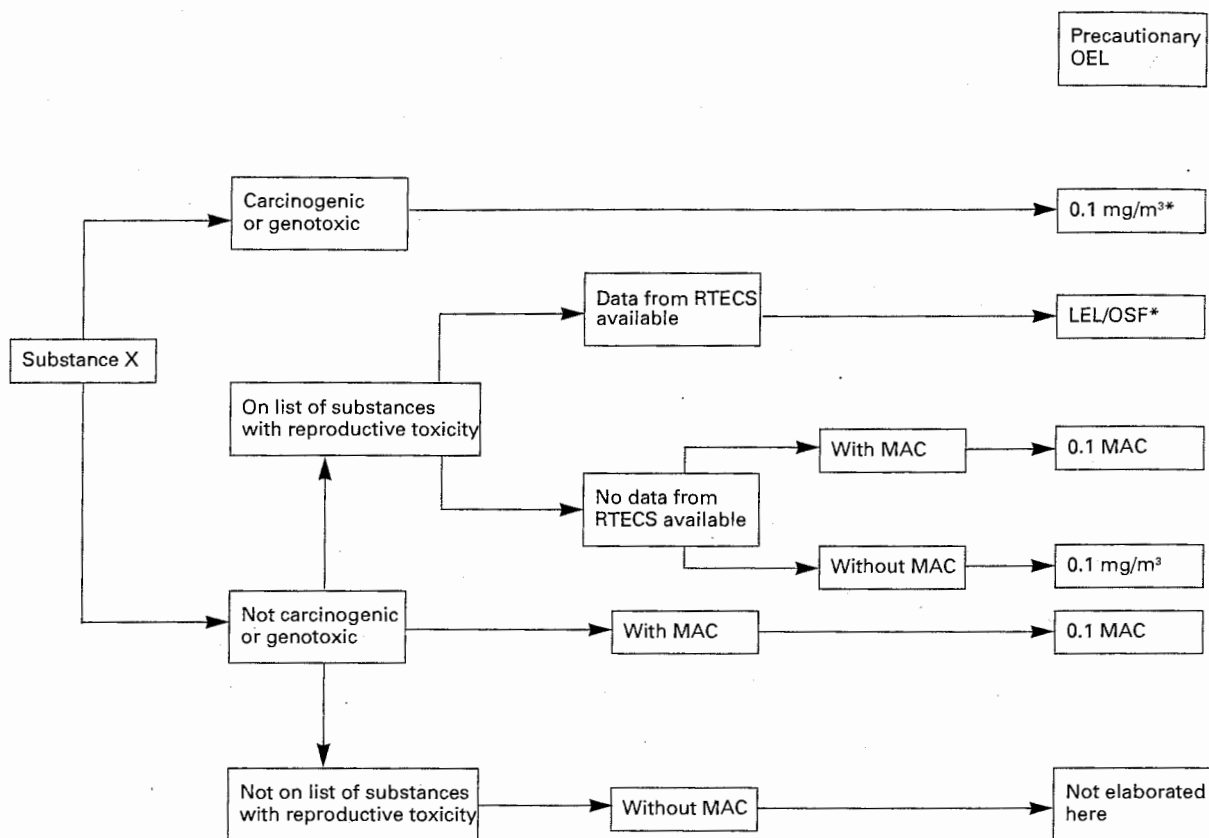 Precautionary
OEL
Carcinogenic
or genotoxic
0.1 mg/m³*
Data from RTECS
available
LEL/OSF*
Substance X
On list of substances
with reproductive toxicity
With MAC
0.1 MAC
No data from
RTECS available
Without MAC
0.1 mg/m³
Not carcinogenic
or genotoxic
With MAC
0.1 MAC
Not on list of substances
with reproductive toxicity
Without MAC
Not elaborated
here